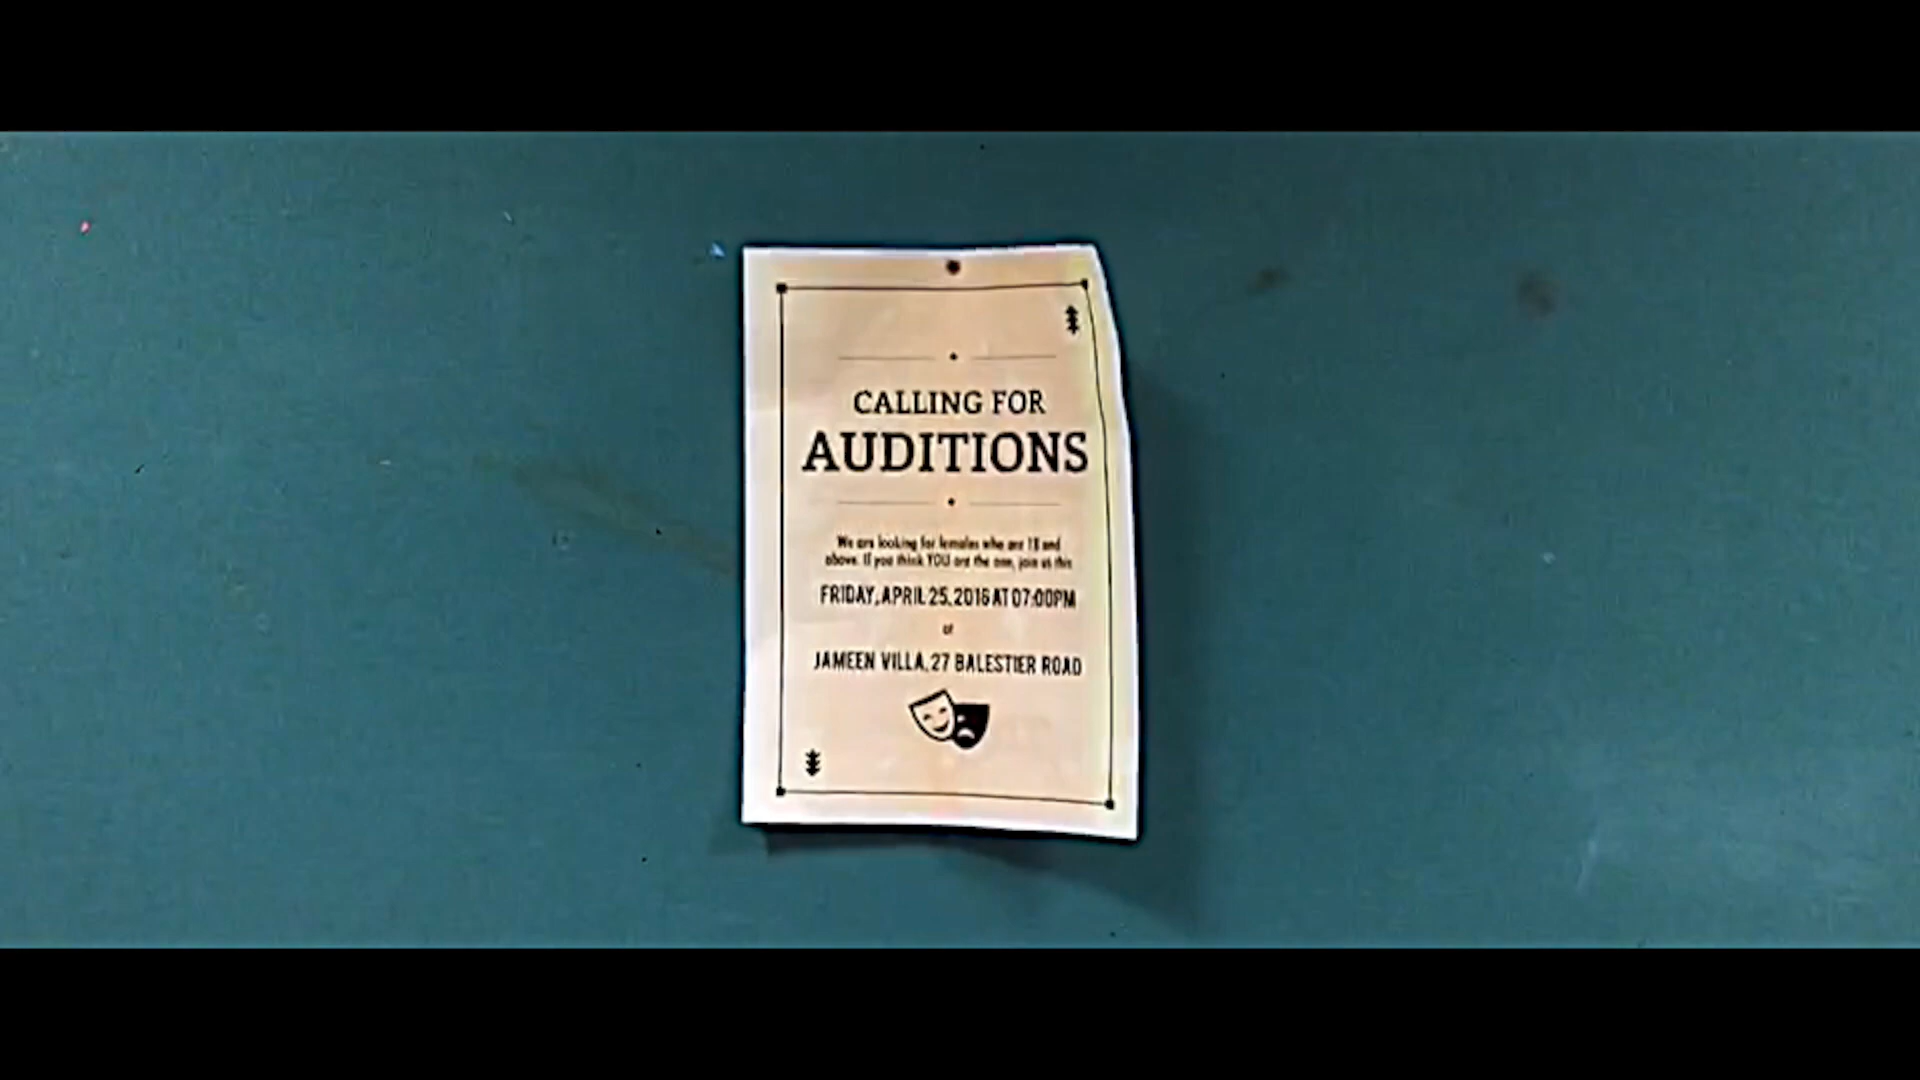 CALLING FOR
AUDITIONS
We are looking for females who are 18 and
above. If you think YOU are the one, join us this
FRIDAY, APRIL 25, 2016 AT 07:00PM
at
JAMEEN VILLA, 27 BALESTIER ROAD